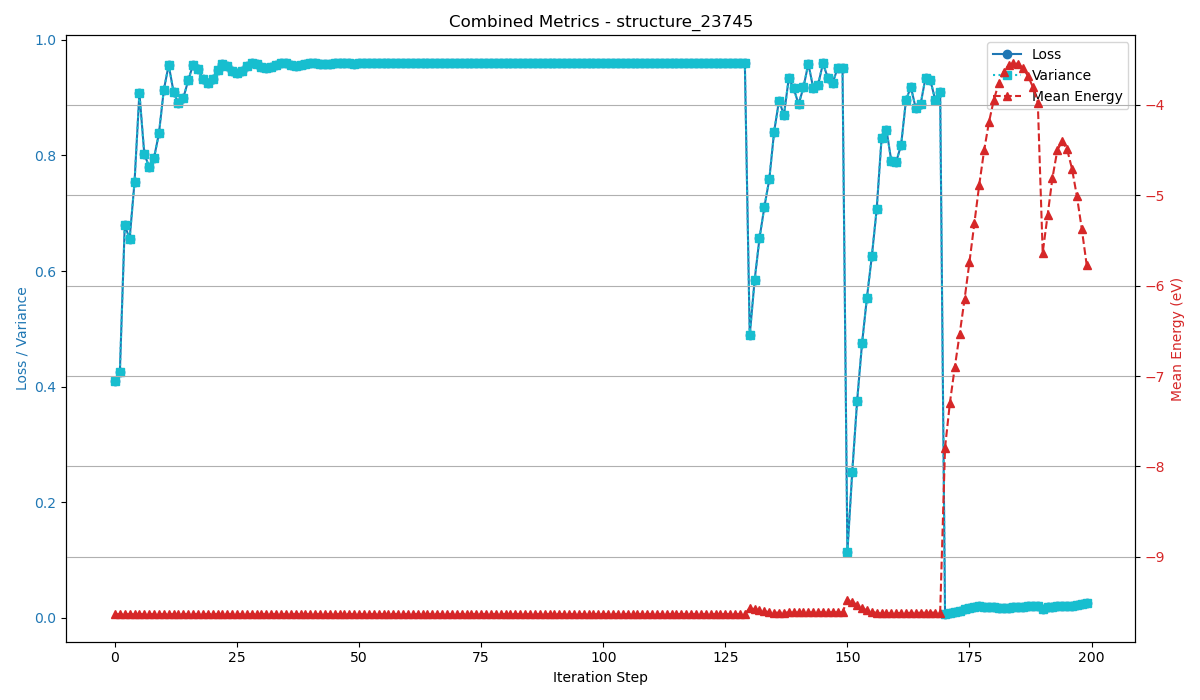 Combined Metrics - structure_23745
Loss
Variance
Mean Energy
1.0
0.8
0.6
0.4
0.2
0.0
Loss / Variance
−4
−5
−6
−7
−8
−9
Mean Energy (eV)
0 25 50 75 100 125 150 175 200
Iteration Step